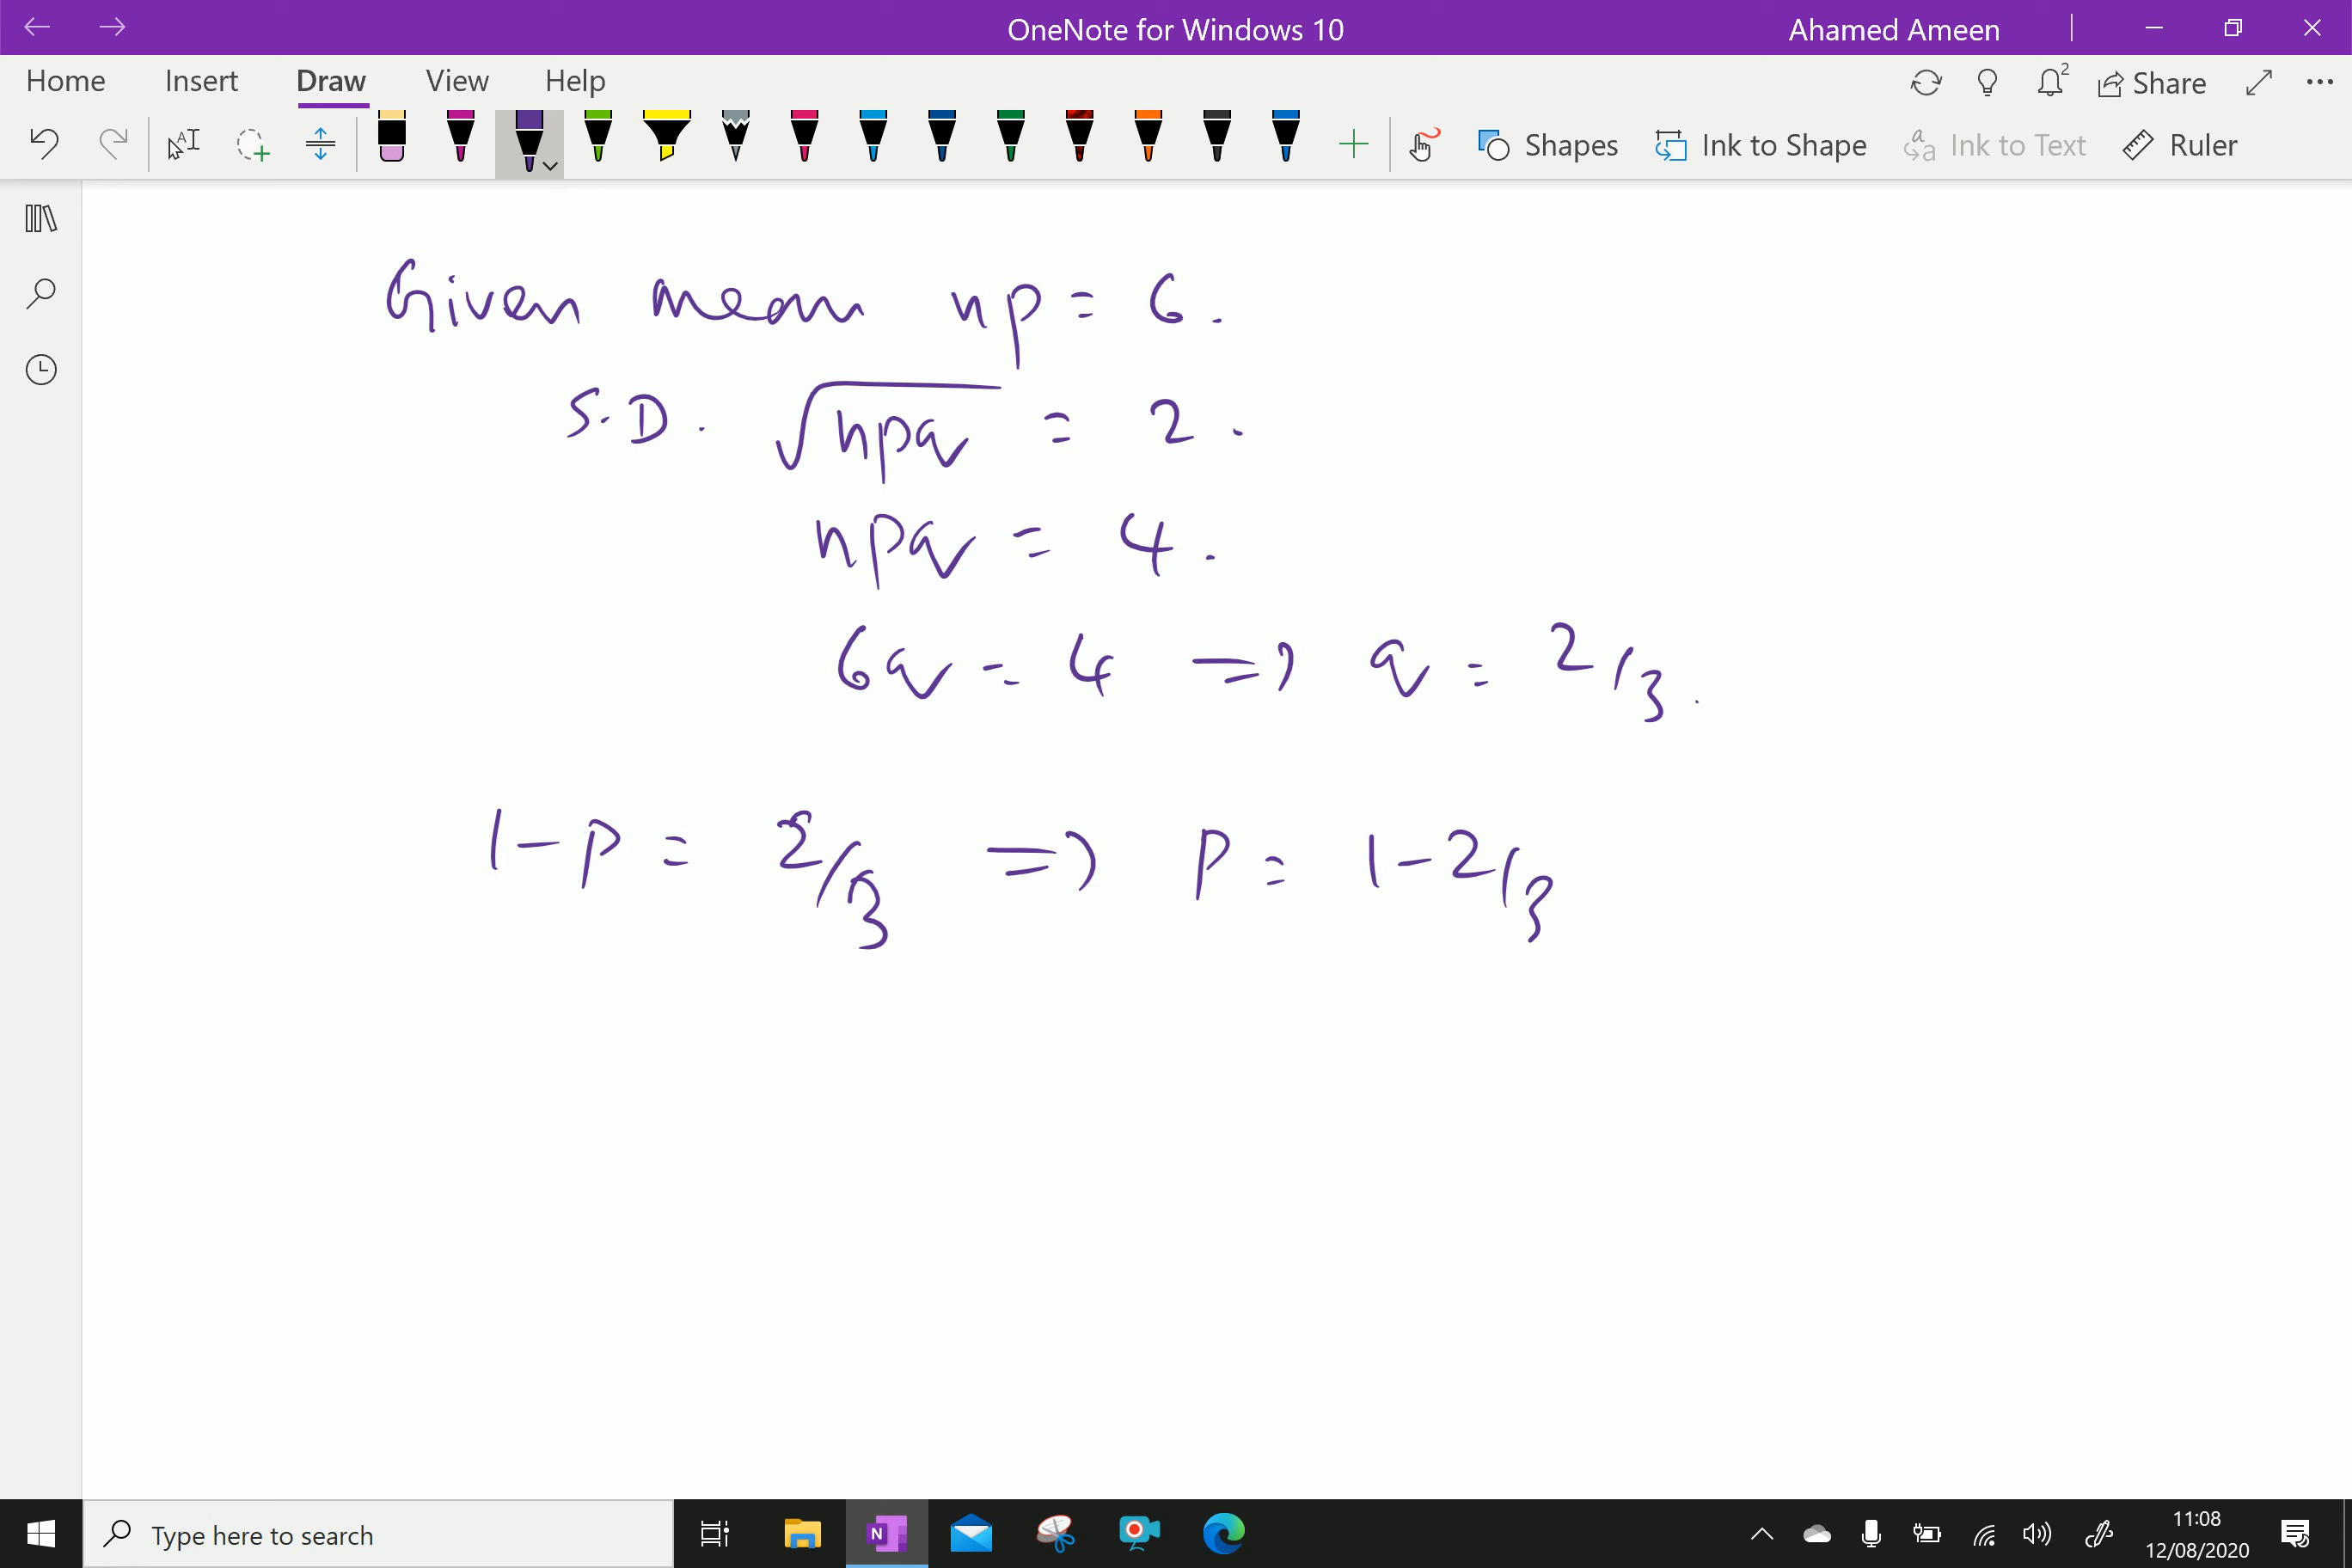 OneNote for Windows 10
Ahamed Ameen
Home Insert Draw View Help
2 Share
Shapes Ink to Shape Ink to Text Ruler
Given mean np = 6.
S.D. √npq = 2.
npq = 4.
6q = 4 => q = 2/3.
1-P = 2/3 => P = 1-2/3
Type here to search
11:08
12/08/2020